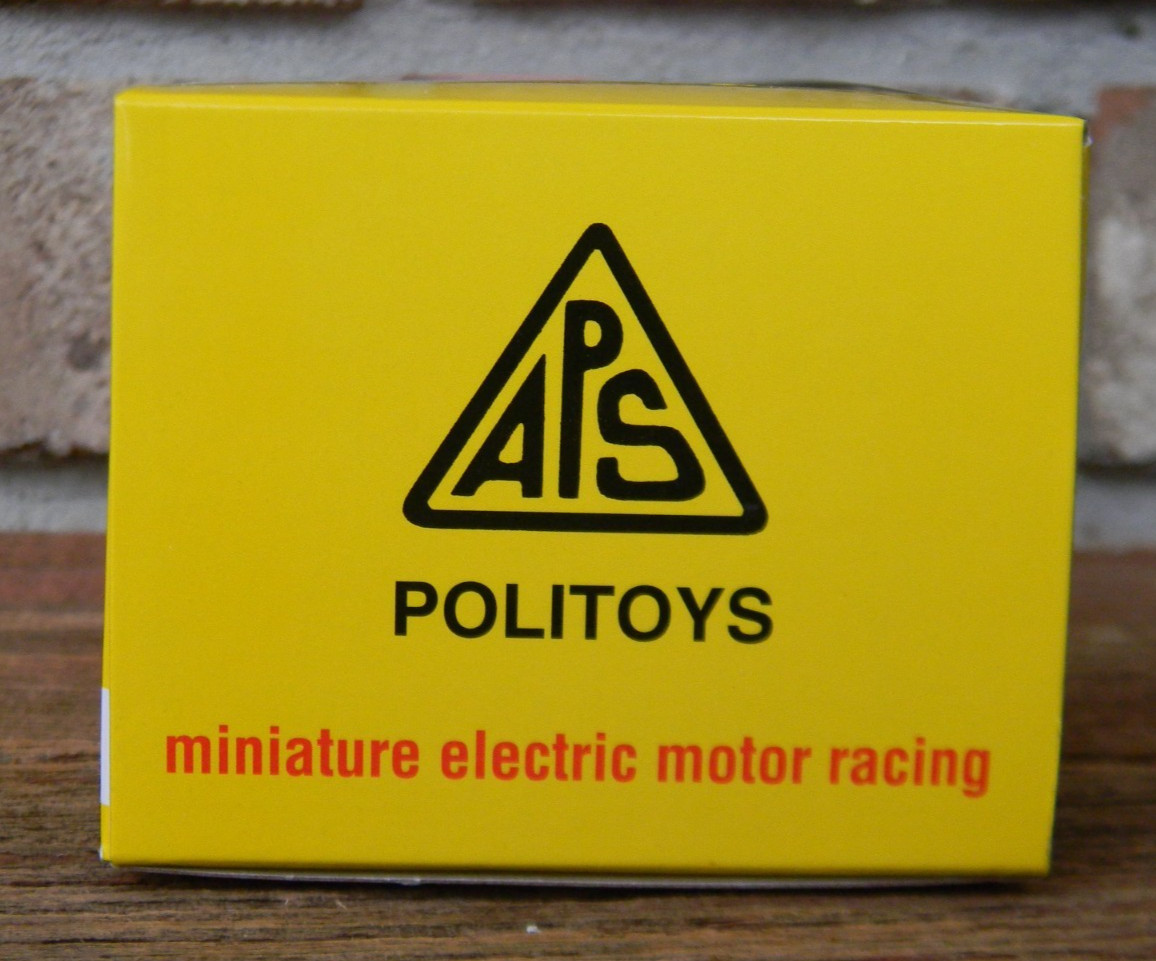 APS
POLITOYS
miniature electric motor racing